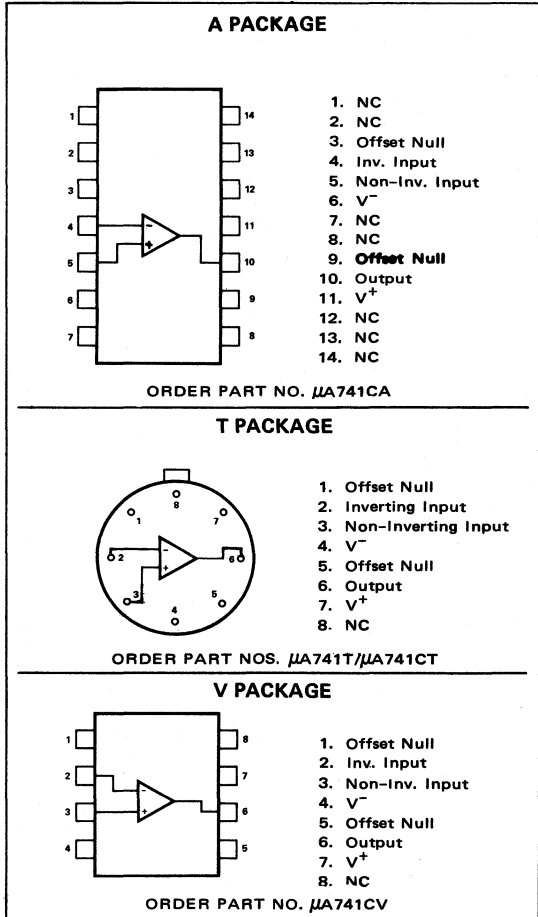 A PACKAGE
1
2
3
4
5
6
7
14
13
12
11
10
9
8
−
+
1. NC
2. NC
3. Offset Null
4. Inv. Input
5. Non-Inv. Input
6. V⁻
7. NC
8. NC
9. Offset Null
10. Output
11. V⁺
12. NC
13. NC
14. NC
ORDER PART NO. μA741CA
T PACKAGE
8
1
7
2
6
3
5
4
−
+
1. Offset Null
2. Inverting Input
3. Non-Inverting Input
4. V⁻
5. Offset Null
6. Output
7. V⁺
8. NC
ORDER PART NOS. μA741T/μA741CT
V PACKAGE
1
2
3
4
8
7
6
5
−
+
1. Offset Null
2. Inv. Input
3. Non-Inv. Input
4. V⁻
5. Offset Null
6. Output
7. V⁺
8. NC
ORDER PART NO. μA741CV